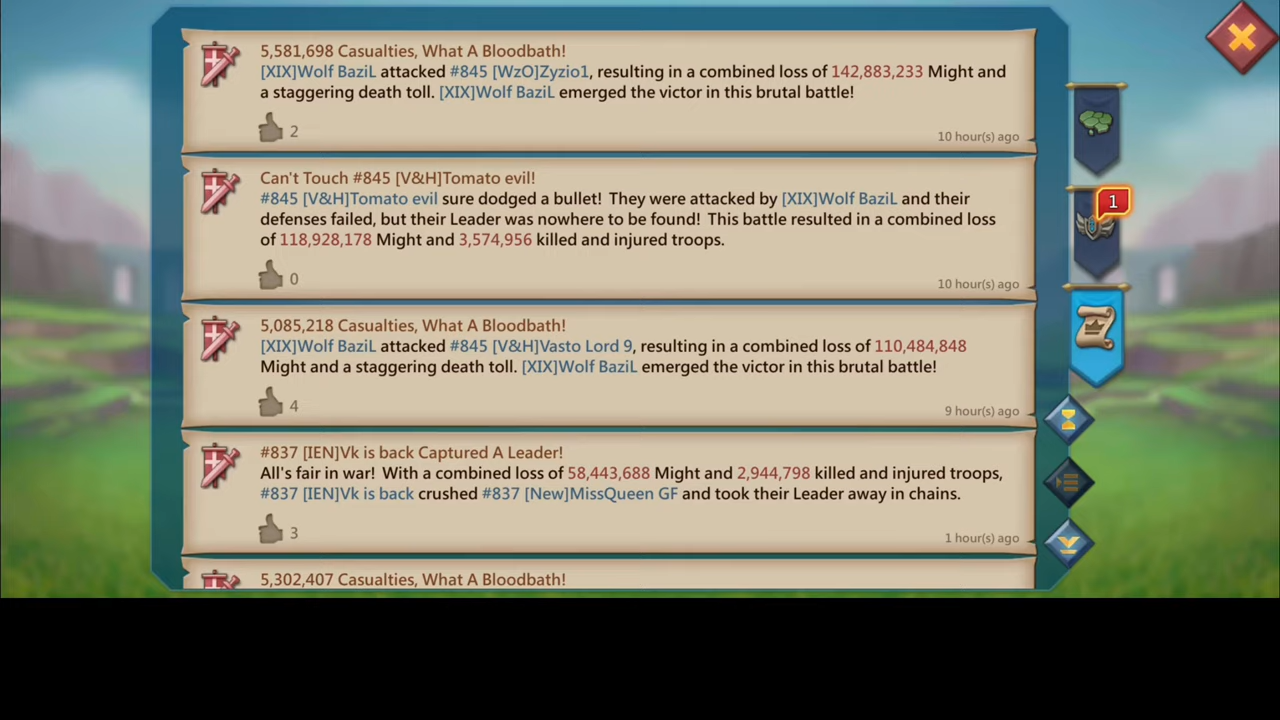 5,581,698 Casualties, What A Bloodbath!
[XIX]Wolf BaziL attacked #845 [WzO]Zyzio1, resulting in a combined loss of 142,883,233 Might and
a staggering death toll. [XIX]Wolf BaziL emerged the victor in this brutal battle!
2
10 hour(s) ago
Can't Touch #845 [V&H]Tomato evil!
#845 [V&H]Tomato evil sure dodged a bullet! They were attacked by [XIX]Wolf BaziL and their
defenses failed, but their Leader was nowhere to be found! This battle resulted in a combined loss
of 118,928,178 Might and 3,574,956 killed and injured troops.
0
10 hour(s) ago
5,085,218 Casualties, What A Bloodbath!
[XIX]Wolf BaziL attacked #845 [V&H]Vasto Lord 9, resulting in a combined loss of 110,484,848
Might and a staggering death toll. [XIX]Wolf BaziL emerged the victor in this brutal battle!
4
9 hour(s) ago
#837 [IEN]Vk is back Captured A Leader!
All's fair in war! With a combined loss of 58,443,688 Might and 2,944,798 killed and injured troops,
#837 [IEN]Vk is back crushed #837 [New]MissQueen GF and took their Leader away in chains.
3
1 hour(s) ago
5,302,407 Casualties, What A Bloodbath!
1